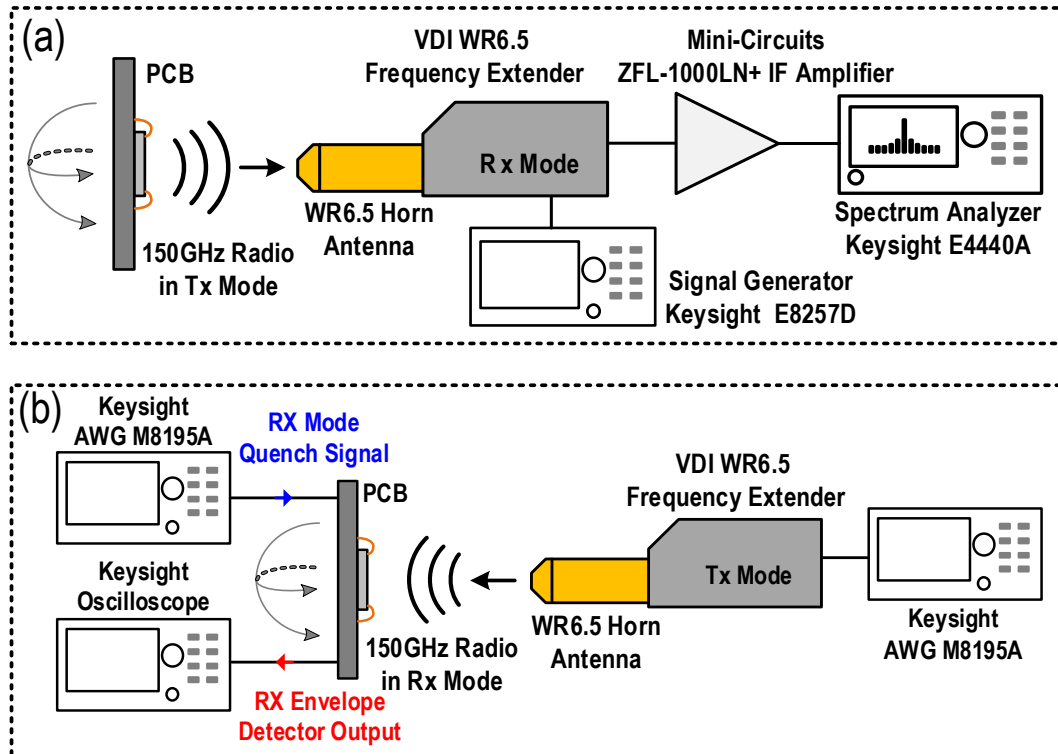 (a)
PCB
VDI WR6.5
Frequency Extender
Mini-Circuits
ZFL-1000LN+ IF Amplifier
Rx Mode
WR6.5 Horn
Antenna
150GHz Radio
in Tx Mode
Signal Generator
Keysight E8257D
Spectrum Analyzer
Keysight E4440A
(b)
Keysight
AWG M8195A
RX Mode
Quench Signal
PCB
Keysight
Oscilloscope
RX Envelope
Detector Output
150GHz Radio
in Rx Mode
VDI WR6.5
Frequency Extender
Tx Mode
WR6.5 Horn
Antenna
Keysight
AWG M8195A